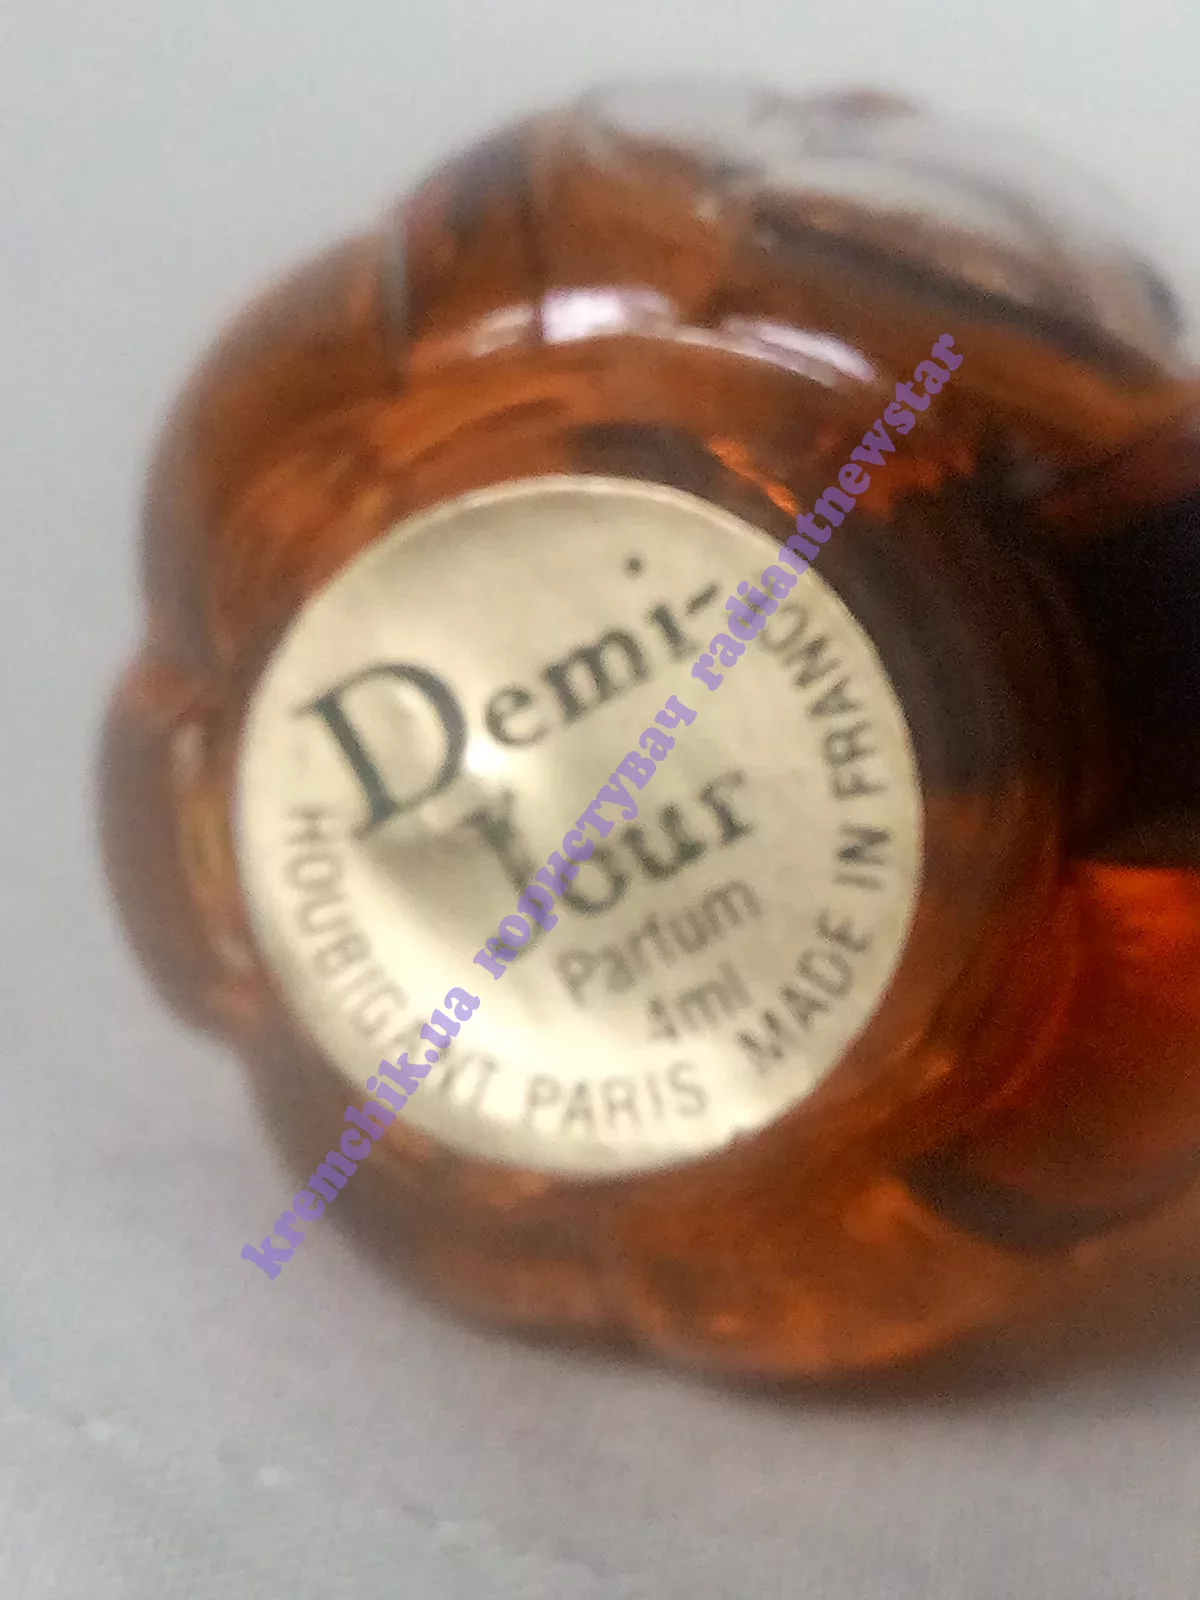 Demi-
Jour
Parfum
4ml
HOUBIGANT PARIS MADE IN FRANCE
kremchik.ua користувач radiantnewstar